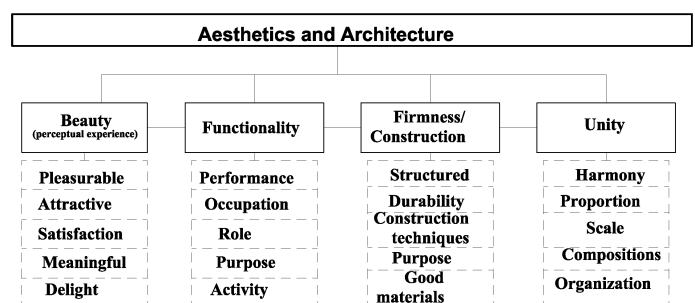 Aesthetics and Architecture
Beauty
(perceptual experience)
Pleasurable
Attractive
Satisfaction
Meaningful
Delight
Functionality
Performance
Occupation
Role
Purpose
Activity
Firmness/
Construction
Structured
Durability
Construction
techniques
Purpose
Good
materials
Unity
Harmony
Proportion
Scale
Compositions
Organization